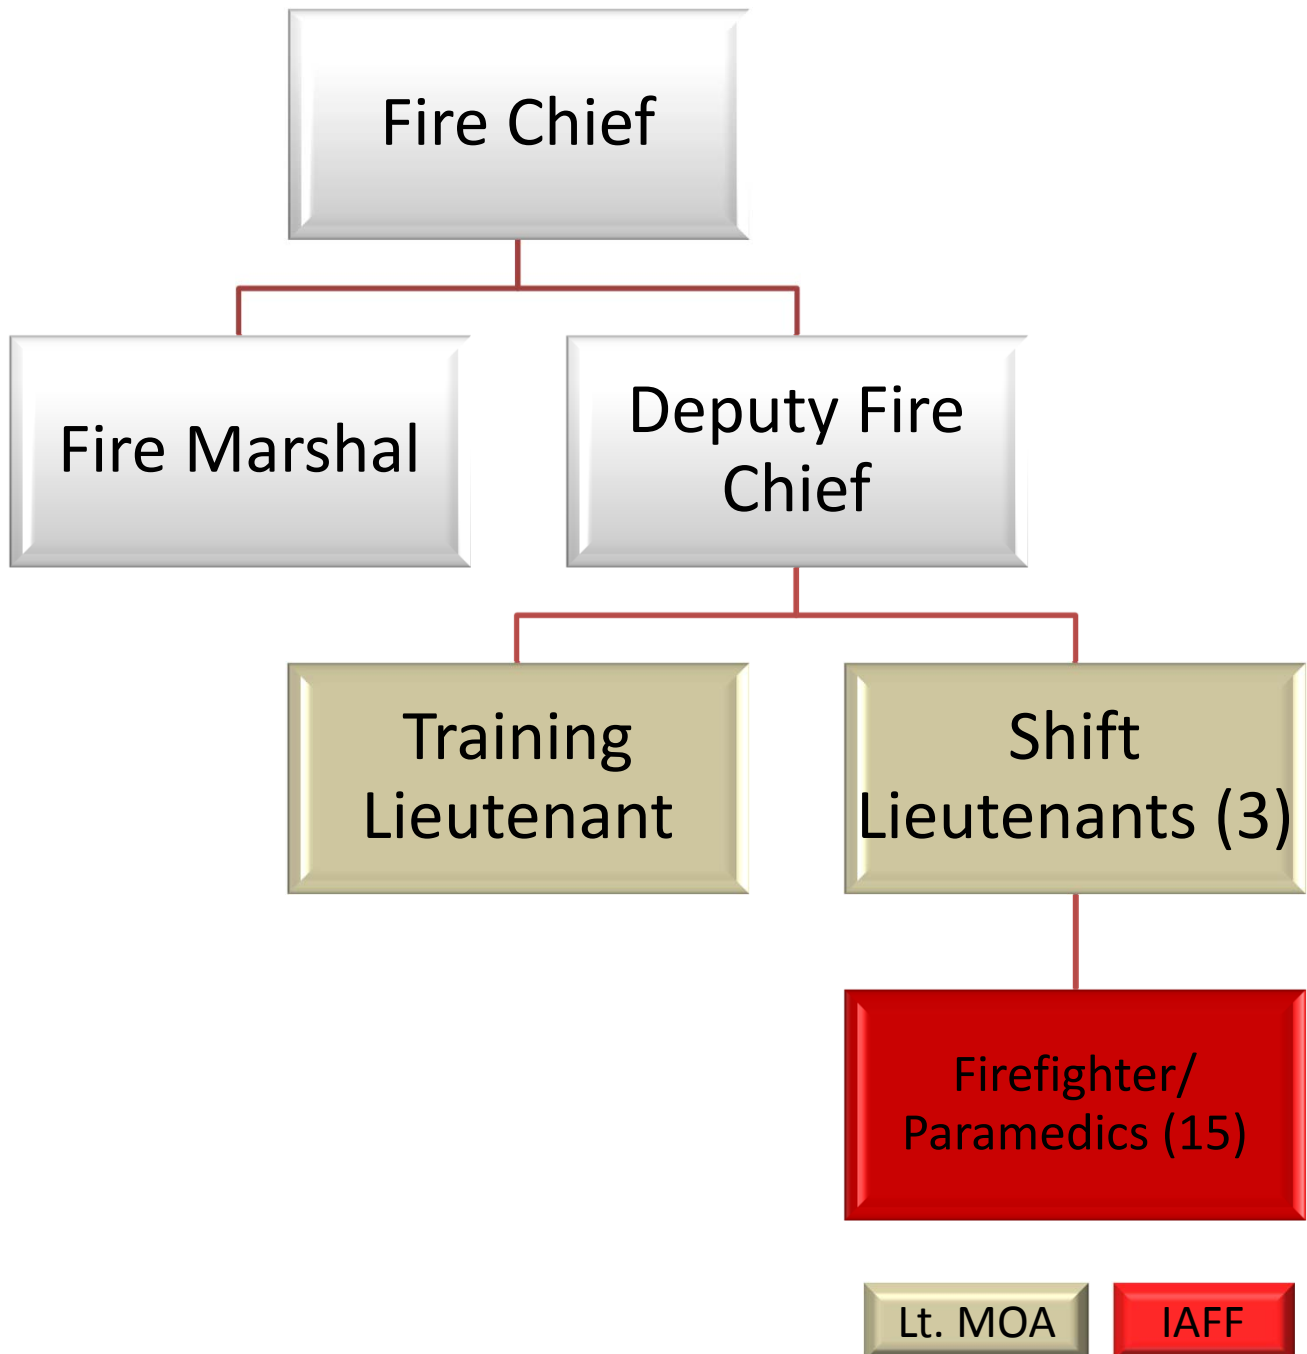 Fire Chief
Fire Marshal
Deputy Fire
Chief
Training
Lieutenant
Shift
Lieutenants (3)
Firefighter/
Paramedics (15)
Lt. MOA
IAFF